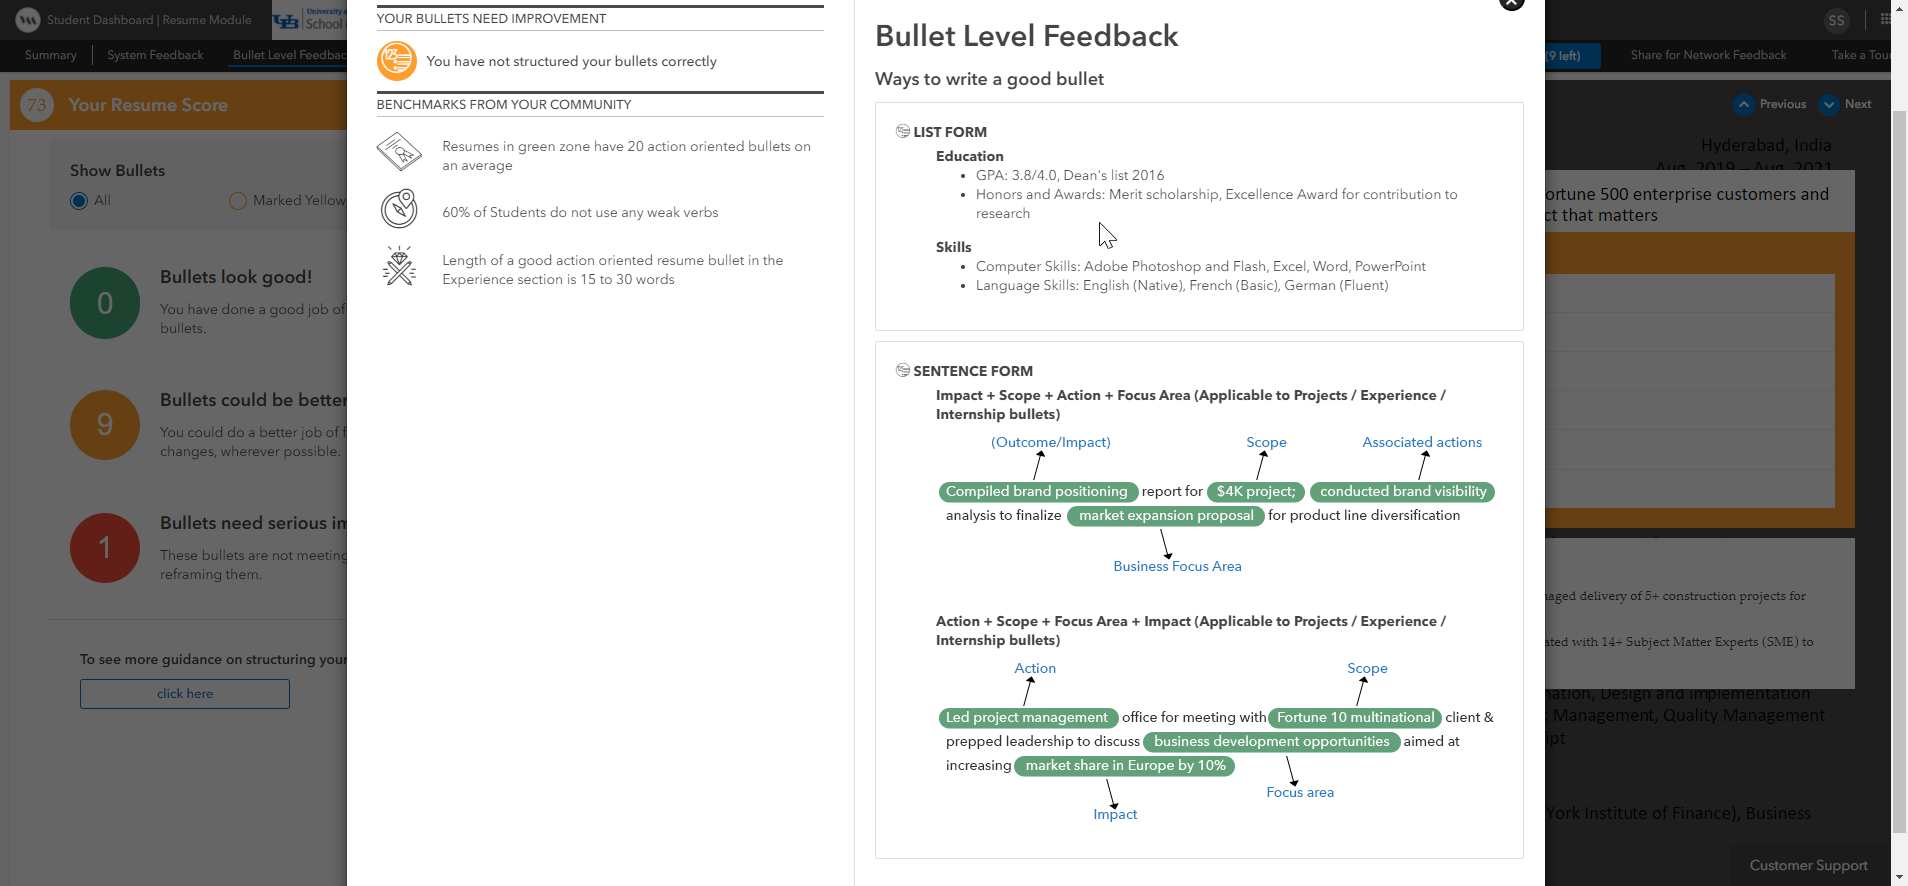 Student Dashboard | Resume Module
UB
University a
School o
SS
Summary
System Feedback
Bullet Level Feedbac
(9 left)
Share for Network Feedback
Take a Tou
73
Your Resume Score
Show Bullets
All
Marked Yellow
0
Bullets look good!
You have done a good job of
bullets.
9
Bullets could be better
You could do a better job of f
changes, wherever possible.
1
Bullets need serious im
These bullets are not meeting
reframing them.
To see more guidance on structuring your
click here
YOUR BULLETS NEED IMPROVEMENT
You have not structured your bullets correctly
BENCHMARKS FROM YOUR COMMUNITY
Resumes in green zone have 20 action oriented bullets on
an average
60% of Students do not use any weak verbs
Length of a good action oriented resume bullet in the
Experience section is 15 to 30 words
Bullet Level Feedback
Ways to write a good bullet
LIST FORM
Education
• GPA: 3.8/4.0, Dean's list 2016
• Honors and Awards: Merit scholarship, Excellence Award for contribution to
research
Skills
• Computer Skills: Adobe Photoshop and Flash, Excel, Word, PowerPoint
• Language Skills: English (Native), French (Basic), German (Fluent)
SENTENCE FORM
Impact + Scope + Action + Focus Area (Applicable to Projects / Experience /
Internship bullets)
(Outcome/Impact) Scope Associated actions
Compiled brand positioning report for $4K project; conducted brand visibility
analysis to finalize market expansion proposal for product line diversification
Business Focus Area
Action + Scope + Focus Area + Impact (Applicable to Projects / Experience /
Internship bullets)
Action Scope
Led project management office for meeting with Fortune 10 multinational client &
prepped leadership to discuss business development opportunities aimed at
increasing market share in Europe by 10%
Focus area
Impact
Previous
Next
Hyderabad, India
Aug. 2019 – Aug. 2021
ortune 500 enterprise customers and
ct that matters
naged delivery of 5+ construction projects for
ated with 14+ Subject Matter Experts (SME) to
nation, Design and Implementation
Management, Quality Management
ipt
York Institute of Finance), Business
Customer Support